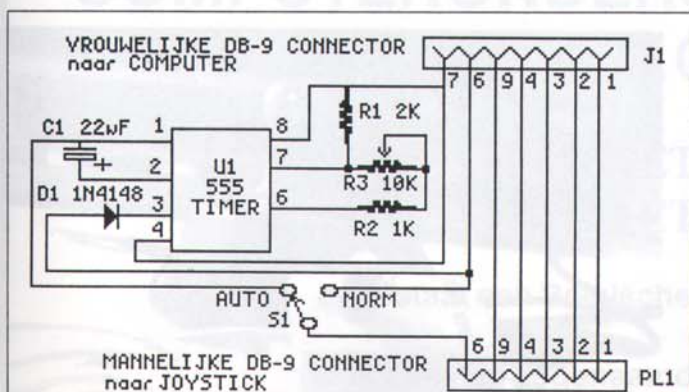 VROUWELIJKE DB-9 CONNECTOR
naar COMPUTER
J1
7 6 9 4 3 2 1
C1 22uF
1
8
R1 2K
2
U1
555
TIMER
7
R3 10K
D1 1N4148
3
6
4
R2 1K
AUTO
NORM
S1
6 9 4 3 2 1
MANNELIJKE DB-9 CONNECTOR
naar JOYSTICK
PL1